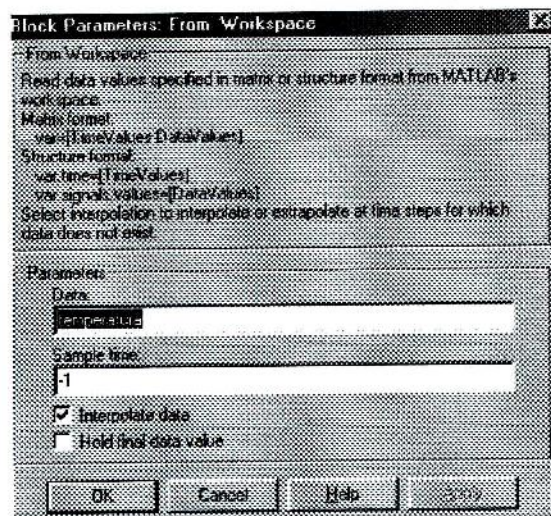 Block Parameters: From Workspace
From Workspace
Read data values specified in matrix or structure format from MATLAB's
workspace.
Matrix format:
var=[TimeValues DataValues]
Structure format:
var.time=[TimeValues]
var.signals.values=[DataValues]
Select interpolation to interpolate or extrapolate at time steps for which
data does not exist.
Parameters
Data:
temperature
Sample time:
-1
Interpolate data
Hold final data value
OK
Cancel
Help
Apply